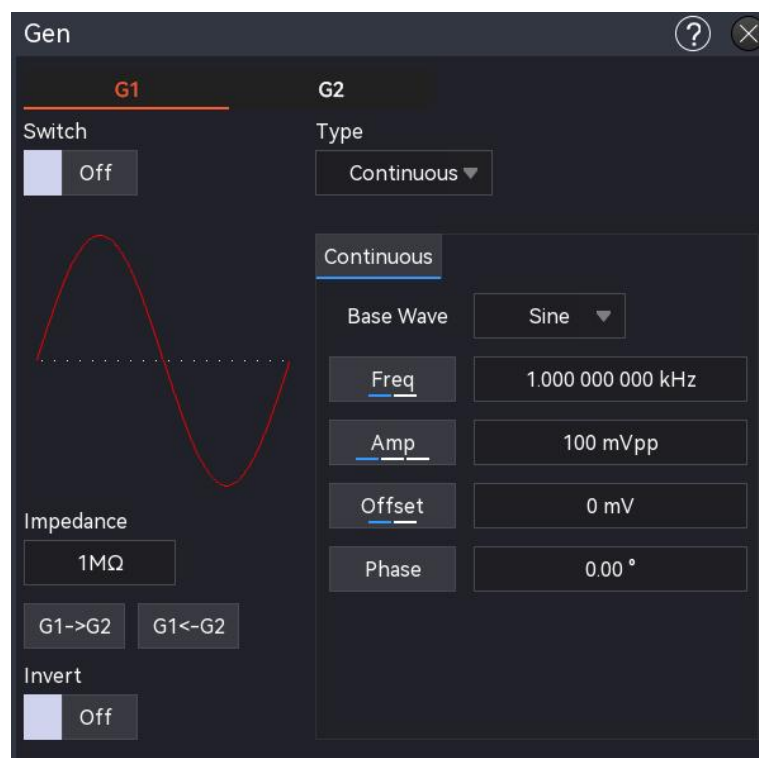 Gen ?
G1 G2
Switch
Off
Type
Continuous
Continuous
Base Wave Sine
Freq 1.000 000 000 kHz
Amp 100 mVpp
Offset 0 mV
Phase 0.00 °
Impedance
1MΩ
G1->G2 G1<-G2
Invert
Off